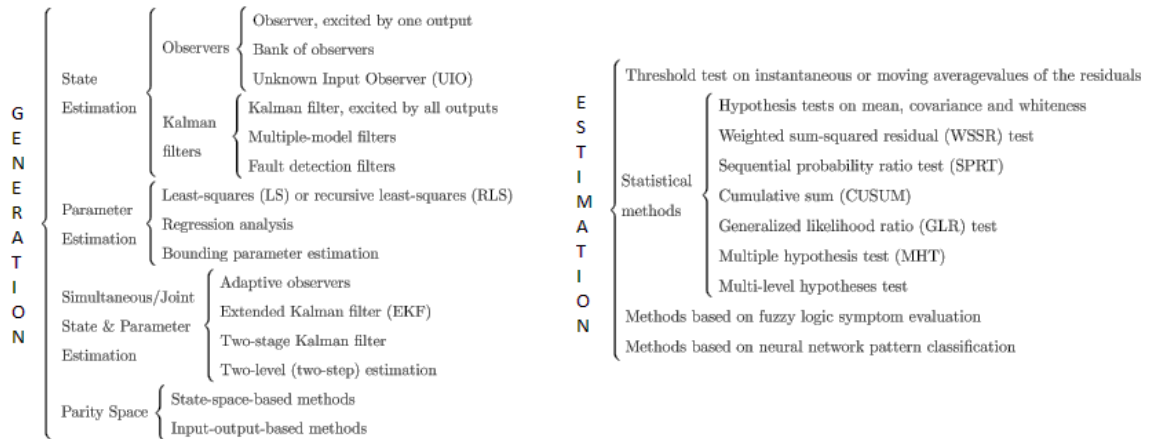 GENERATION
State
Estimation
Observers
Observer, excited by one output
Bank of observers
Unknown Input Observer (UIO)
Kalman
filters
Kalman filter, excited by all outputs
Multiple-model filters
Fault detection filters
Parameter
Estimation
Least-squares (LS) or recursive least-squares (RLS)
Regression analysis
Bounding parameter estimation
Simultaneous/Joint
State & Parameter
Estimation
Adaptive observers
Extended Kalman filter (EKF)
Two-stage Kalman filter
Two-level (two-step) estimation
Parity Space
State-space-based methods
Input-output-based methods
ESTIMATION
Threshold test on instantaneous or moving averagevalues of the residuals
Statistical
methods
Hypothesis tests on mean, covariance and whiteness
Weighted sum-squared residual (WSSR) test
Sequential probability ratio test (SPRT)
Cumulative sum (CUSUM)
Generalized likelihood ratio (GLR) test
Multiple hypothesis test (MHT)
Multi-level hypotheses test
Methods based on fuzzy logic symptom evaluation
Methods based on neural network pattern classification